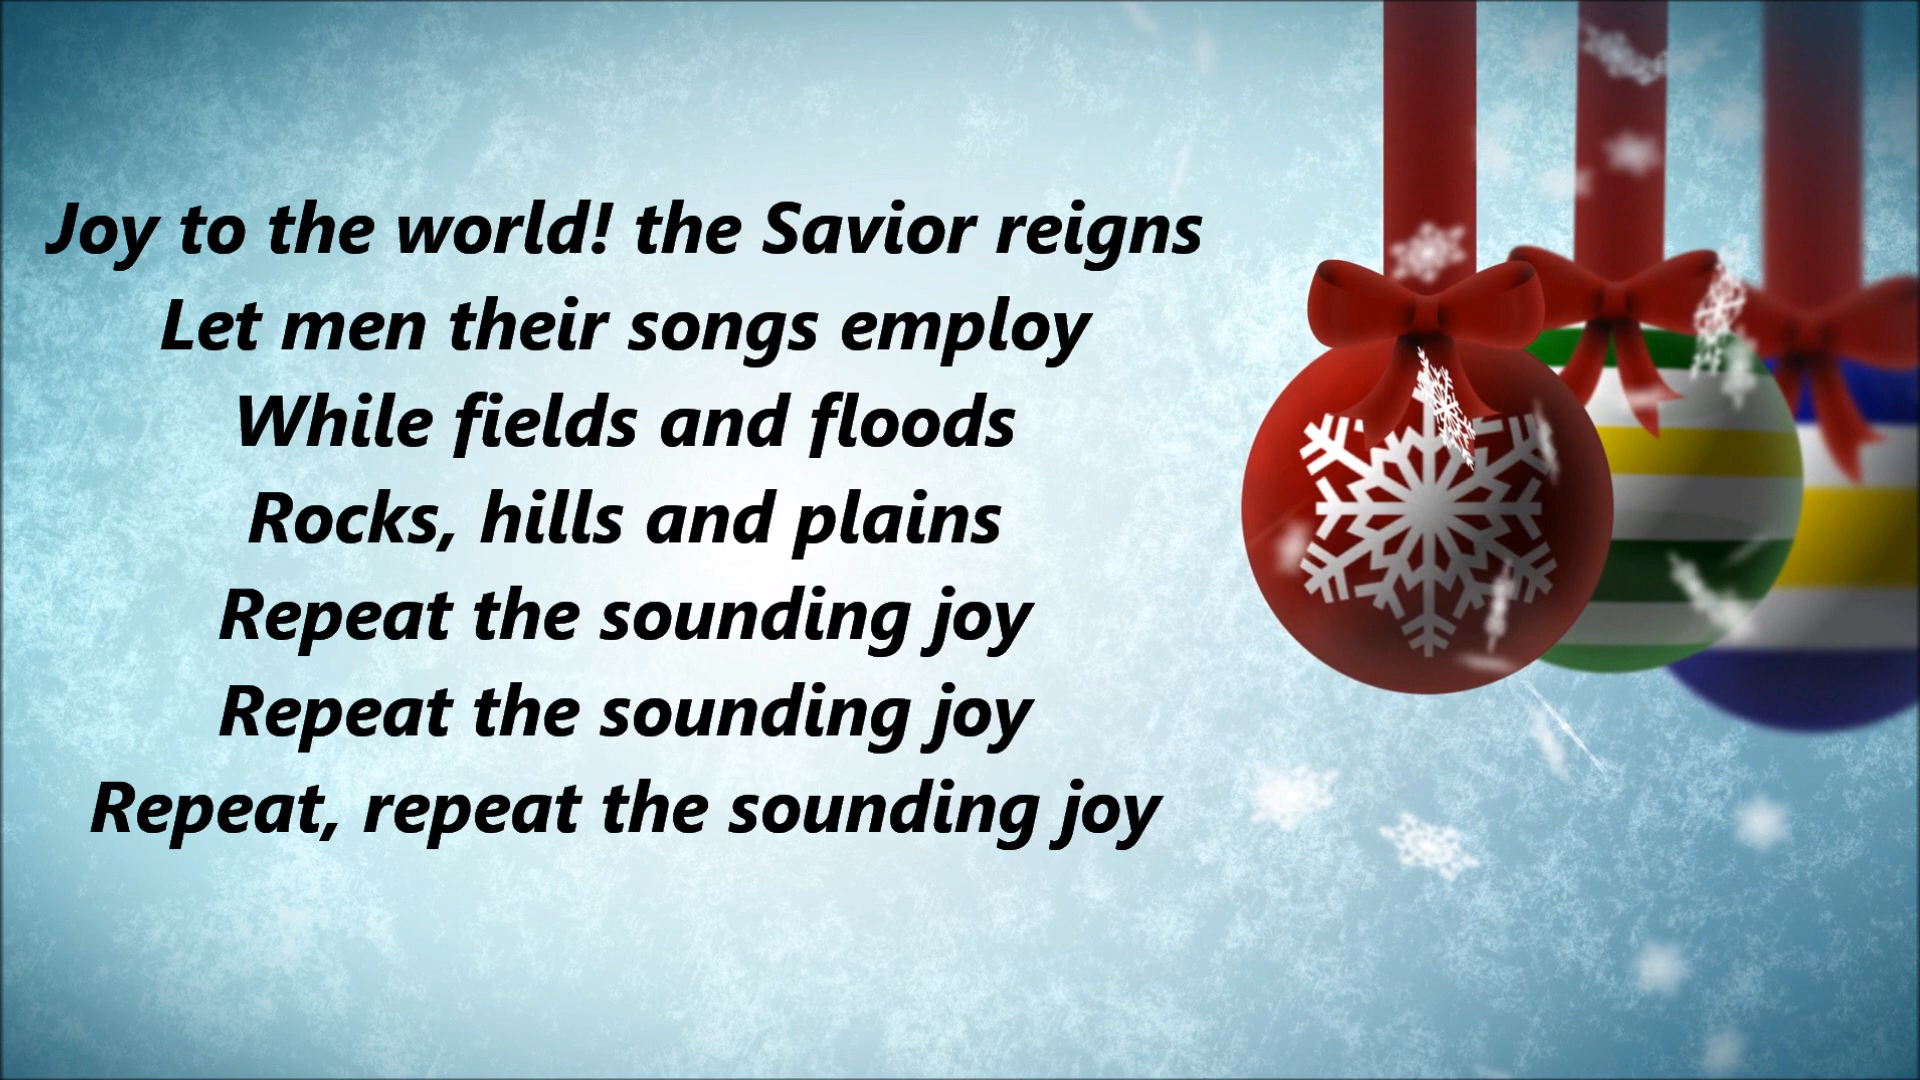 Joy to the world! the Savior reigns
Let men their songs employ
While fields and floods
Rocks, hills and plains
Repeat the sounding joy
Repeat the sounding joy
Repeat, repeat the sounding joy